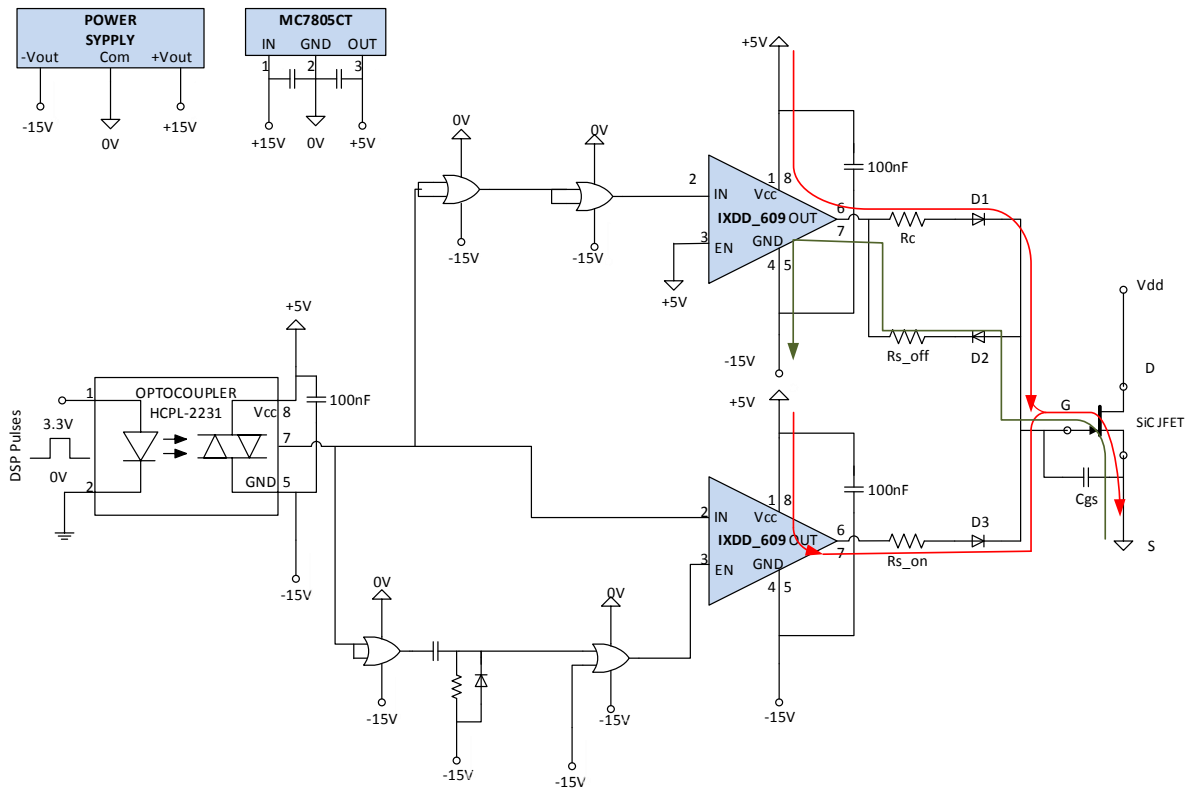 POWER
SYPPLY
-Vout Com +Vout
-15V
0V
+15V
MC7805CT
IN GND OUT
1 2 3
+15V 0V +5V
0V
-15V
0V
-15V
+5V
1 8
2
IN
Vcc
IXDD_609 OUT
6
7
3
EN
GND
4 5
+5V
100nF
-15V
Rc
D1
Rs_off
D2
Vdd
D
G
SiC JFET
Cgs
S
+5V
DSP Pulses
3.3V
0V
1
2
OPTOCOUPLER
HCPL-2231
Vcc 8
7
GND 5
100nF
-15V
+5V
1 8
2
IN
Vcc
IXDD_609 OUT
6
7
3
EN
GND
4 5
100nF
-15V
Rs_on
D3
0V
-15V
-15V
0V
-15V
-15V